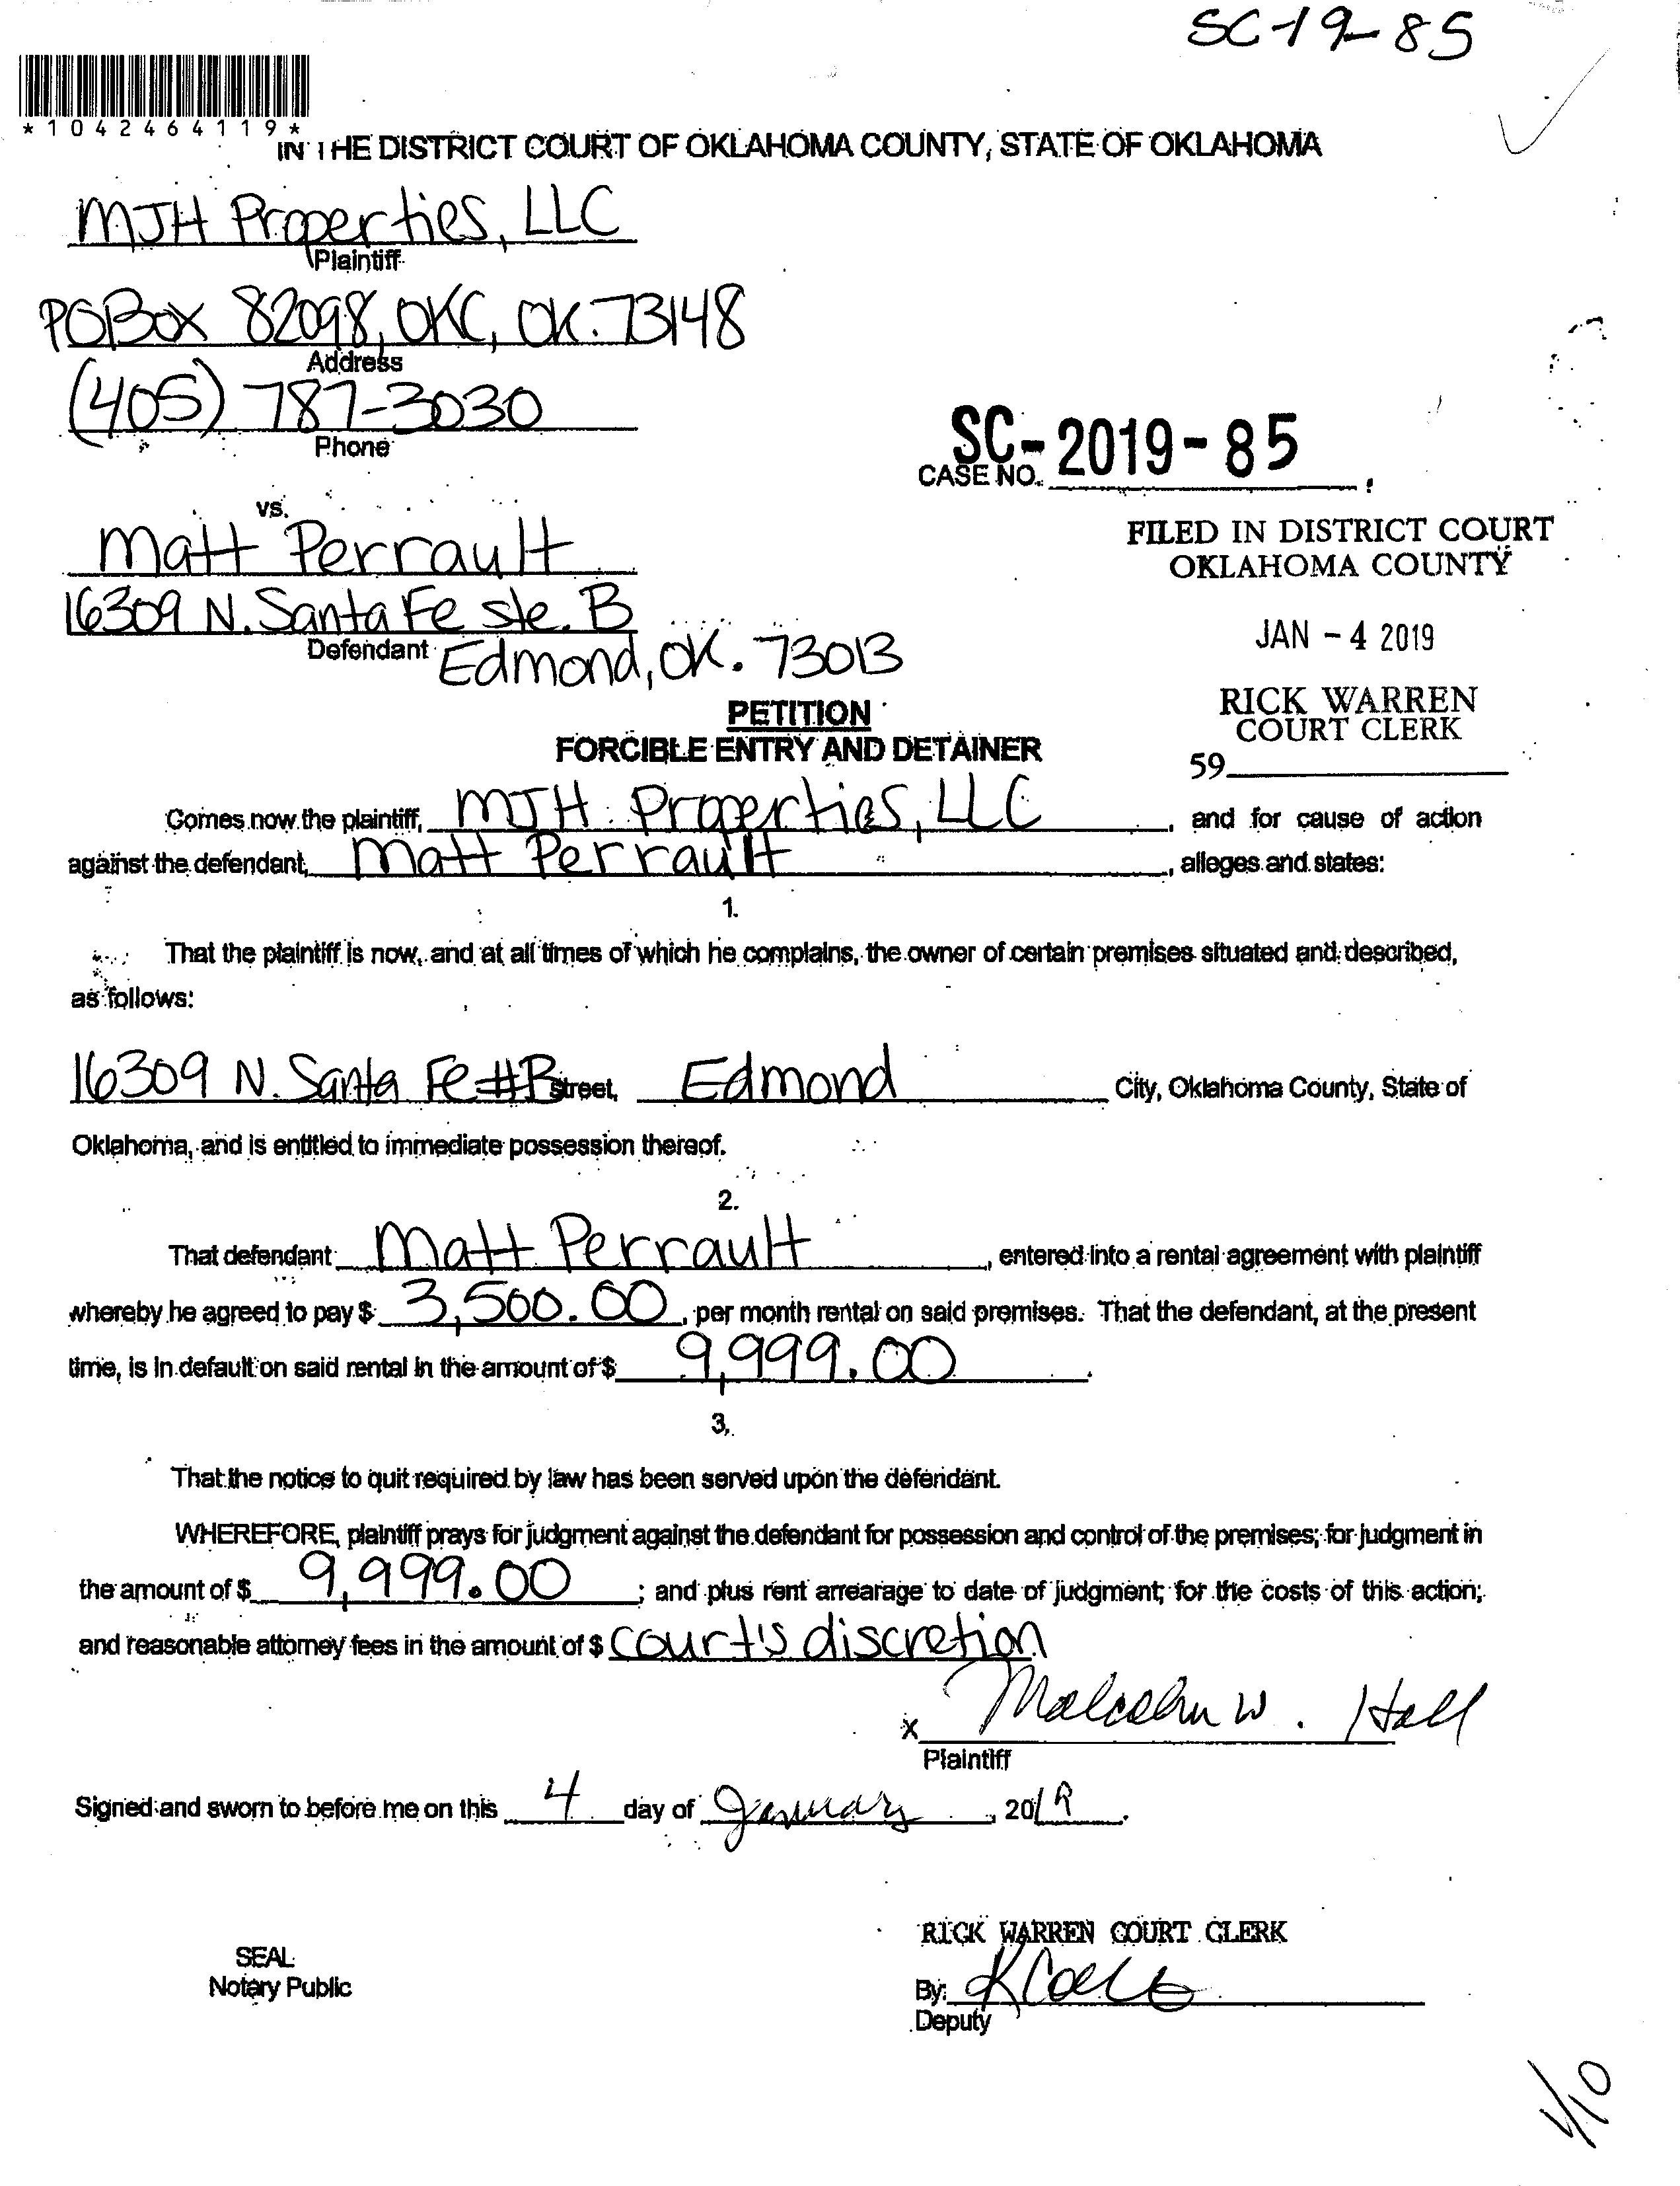 SC-19-85
*1042464119*
IN THE DISTRICT COURT OF OKLAHOMA COUNTY, STATE OF OKLAHOMA
MJH Properties, LLC
Plaintiff
PO Box 82098, OKC, OK. 73148
Address
(405) 787-3030
Phone
SC-2019-85
CASE NO.
vs.
Matt Perrault
16309 N. Santa Fe ste. B
Defendant Edmond, OK. 73013
FILED IN DISTRICT COURT
OKLAHOMA COUNTY
JAN - 4 2019
RICK WARREN
COURT CLERK
59
PETITION
FORCIBLE ENTRY AND DETAINER
Comes now the plaintiff, MJH Properties, LLC, and for cause of action
against the defendant, Matt Perrault, alleges and states:
1.
That the plaintiff is now, and at all times of which he complains, the owner of certain premises situated and described,
as follows:
16309 N. Santa Fe #B Street, Edmond City, Oklahoma County, State of
Oklahoma, and is entitled to immediate possession thereof.
2.
That defendant Matt Perrault, entered into a rental agreement with plaintiff
whereby he agreed to pay $ 3,500.00, per month rental on said premises. That the defendant, at the present
time, is in default on said rental in the amount of $ 9,999.00.
3.
That the notice to quit required by law has been served upon the defendant.
WHEREFORE, plaintiff prays for judgment against the defendant for possession and control of the premises; for judgment in
the amount of $ 9,999.00; and plus rent arrearage to date of judgment; for the costs of this action;
and reasonable attorney fees in the amount of $ court's discretion
x Malcolm W. Hall
Plaintiff
Signed and sworn to before me on this 4 day of January, 2019.
RICK WARREN COURT CLERK
SEAL
Notary Public
By:
Deputy
1/10